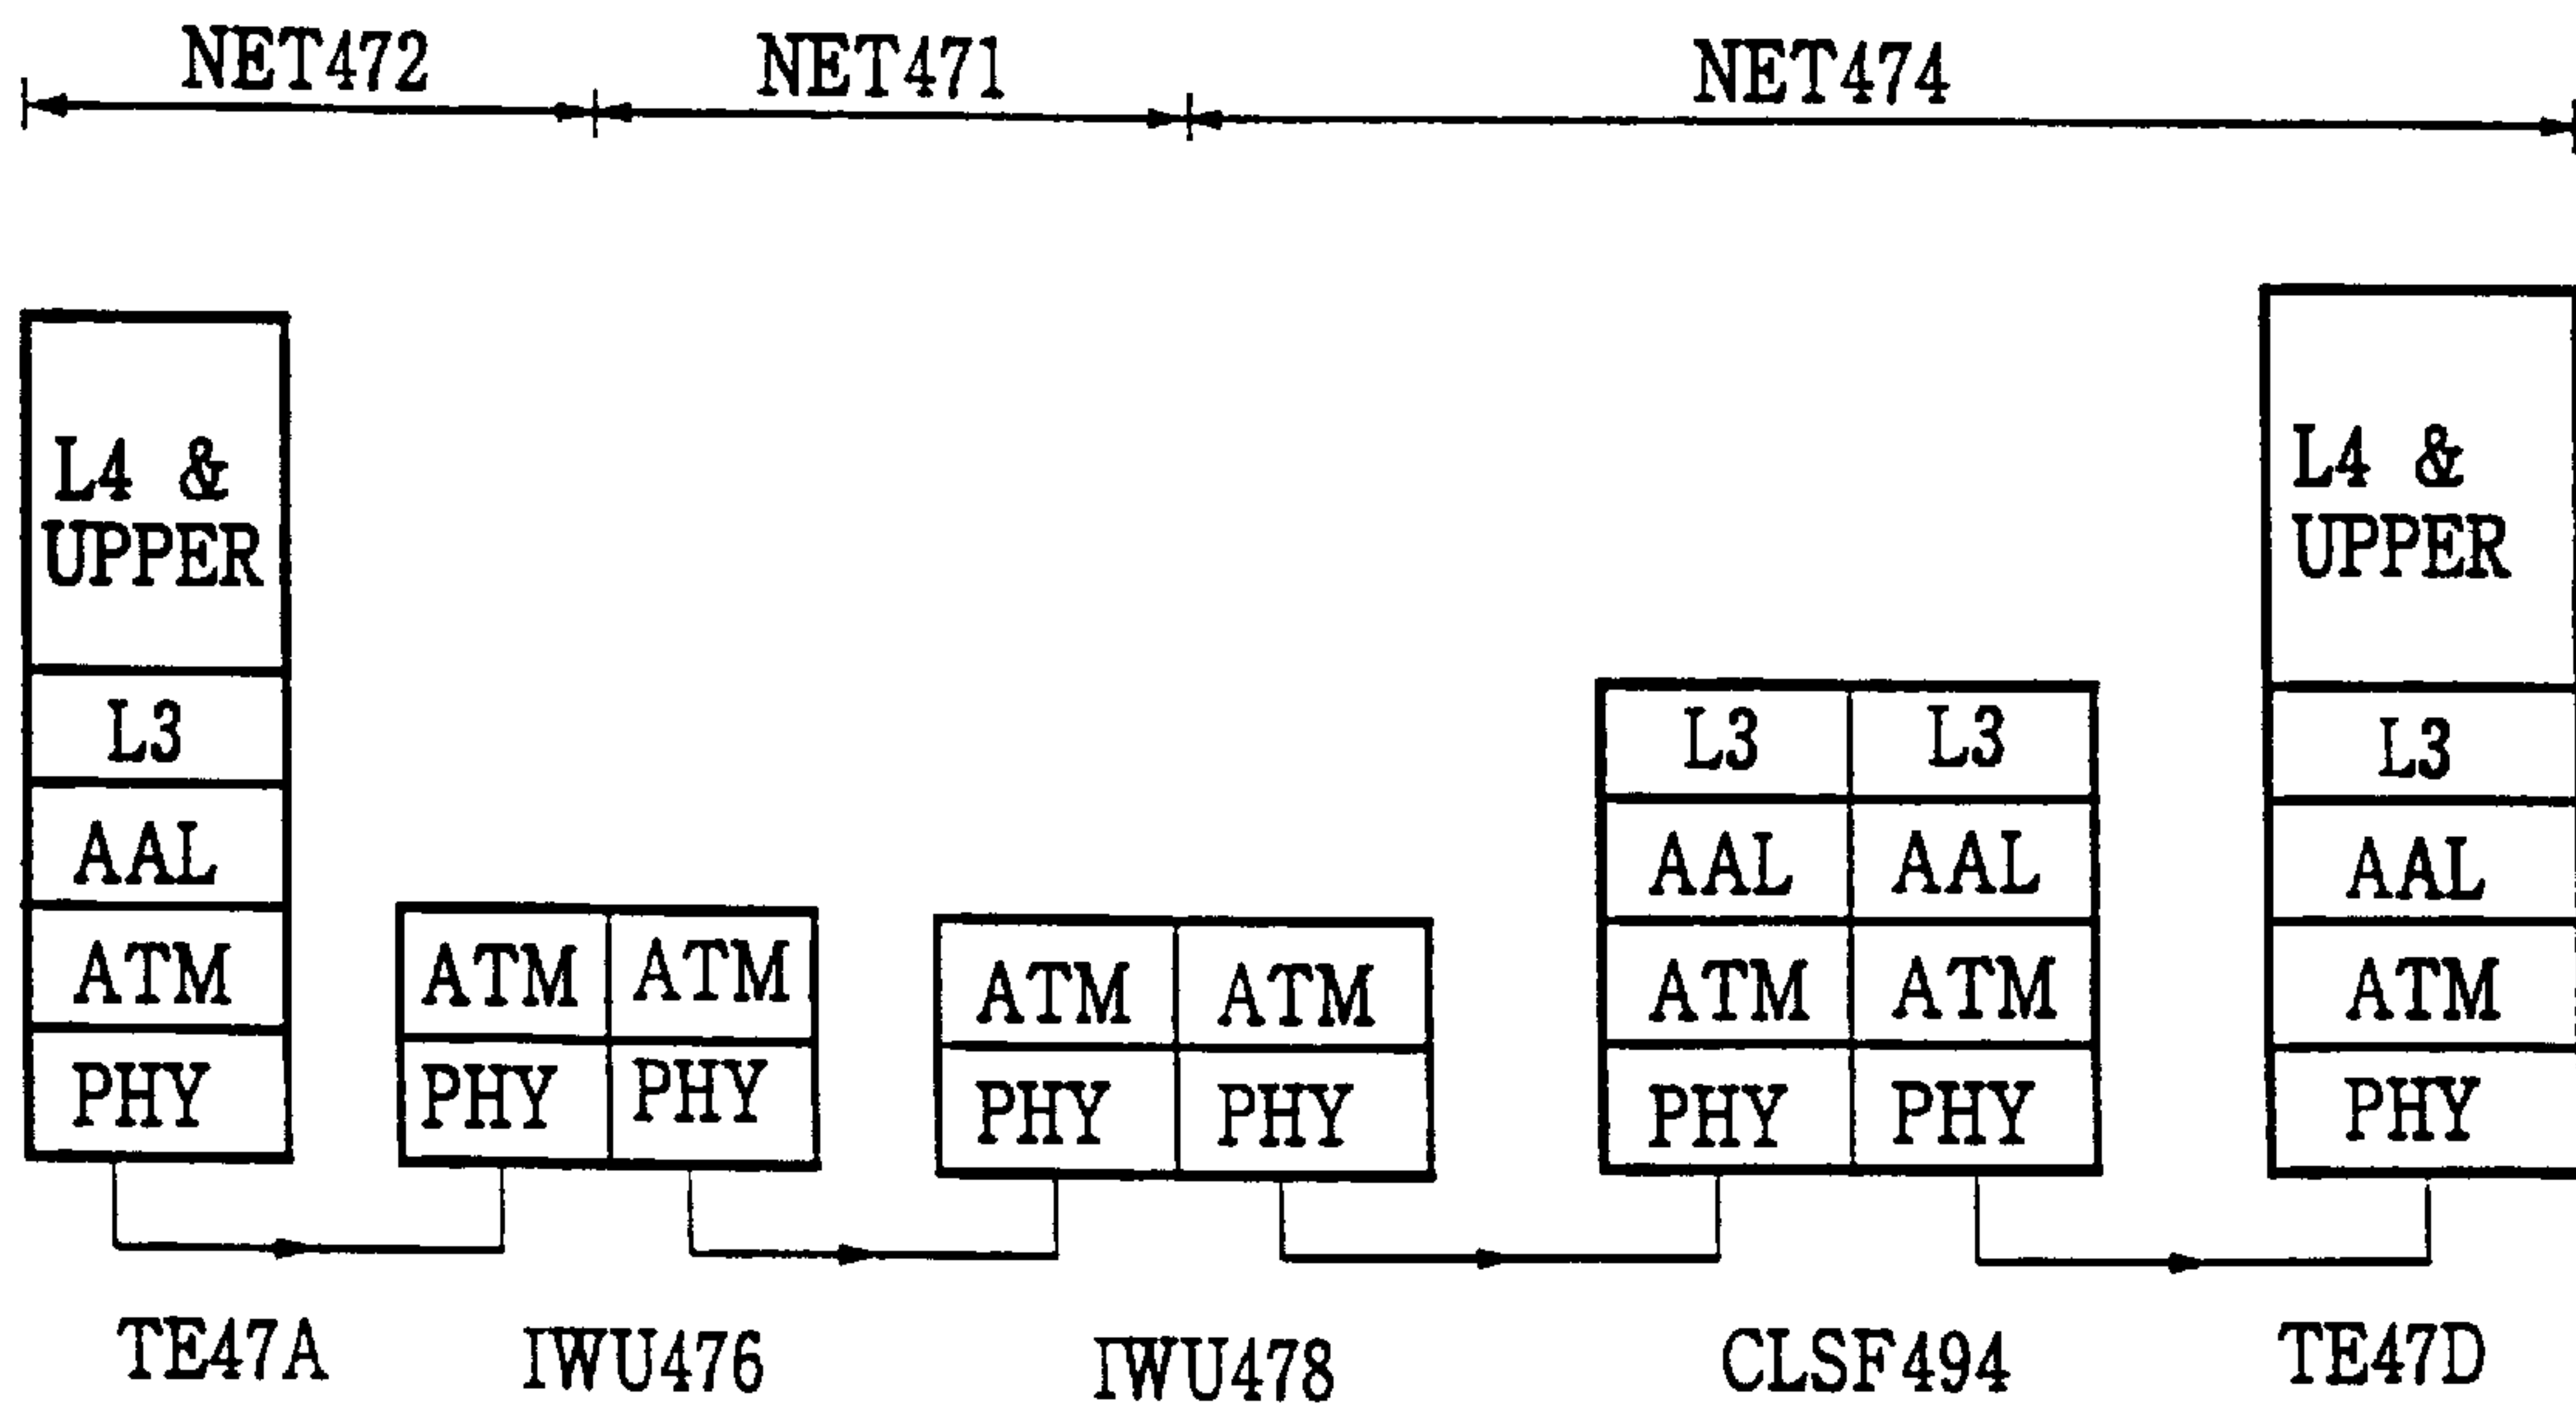 NET472 NET471 NET474
L4 &
UPPER
L3
AAL
ATM
PHY
ATM ATM
PHY PHY
ATM ATM
PHY PHY
L3 L3
AAL AAL
ATM ATM
PHY PHY
L4 &
UPPER
L3
AAL
ATM
PHY
TE47A IWU476 IWU478 CLSF494 TE47D